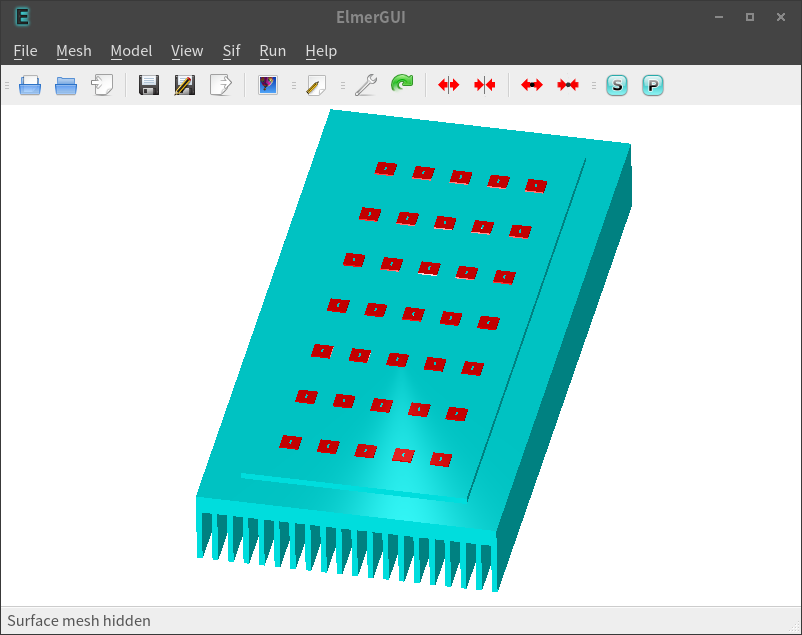 E ElmerGUI
File Mesh Model View Sif Run Help
S P
Surface mesh hidden